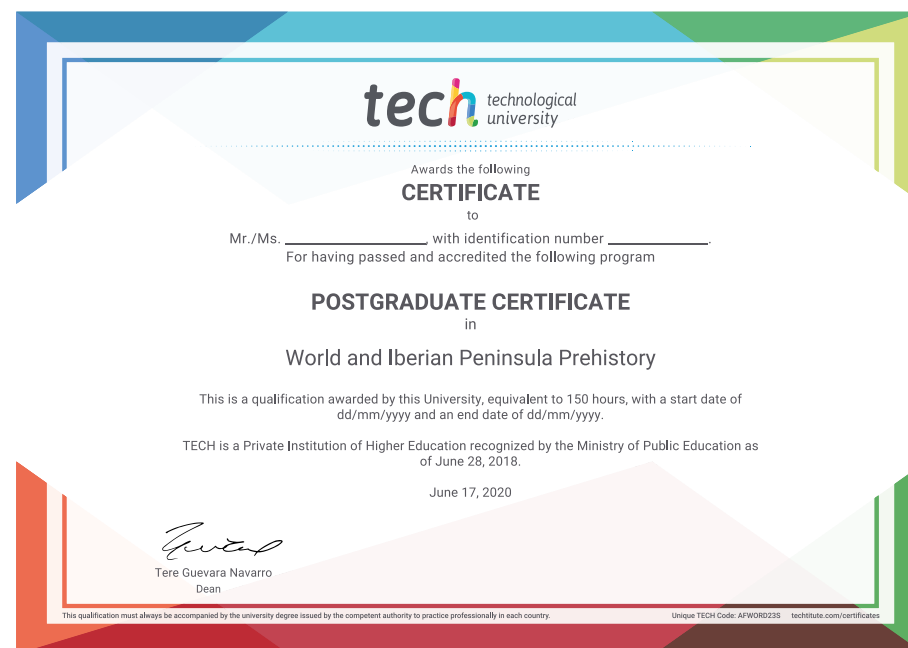 tech technological
university
Awards the following
CERTIFICATE
to
Mr./Ms. ______________, with identification number __________.
For having passed and accredited the following program
POSTGRADUATE CERTIFICATE
in
World and Iberian Peninsula Prehistory
This is a qualification awarded by this University, equivalent to 150 hours, with a start date of
dd/mm/yyyy and an end date of dd/mm/yyyy.
TECH is a Private Institution of Higher Education recognized by the Ministry of Public Education as
of June 28, 2018.
June 17, 2020
Tere Guevara Navarro
Dean
This qualification must always be accompanied by the university degree issued by the competent authority to practice professionally in each country.
Unique TECH Code: AFWORD23S techtitute.com/certificates